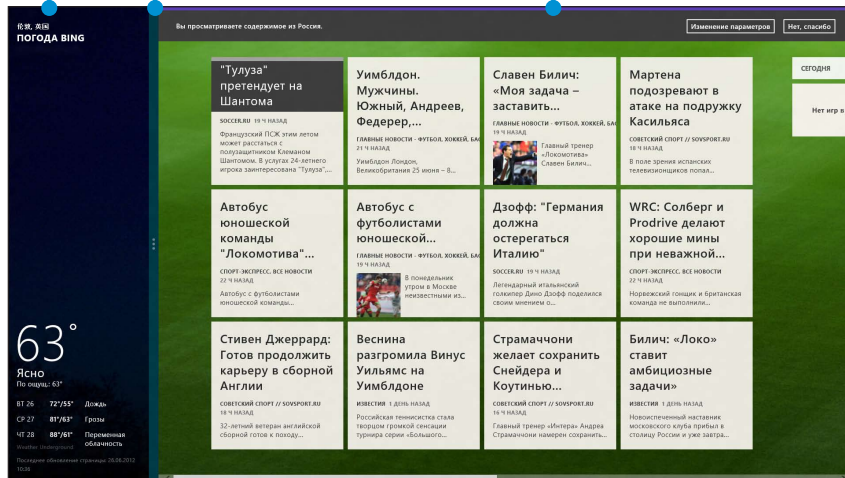 伦敦, 英国
ПОГОДА BING
63°
Ясно
По ощущ.: 63°
ВТ 26 72°/55° Дождь
СР 27 81°/63° Грозы
ЧТ 28 88°/61° Переменная
облачность
Weather Underground
Последнее обновление страницы: 26.06.2012
10:38
Вы просматриваете содержимое из Россия.
Изменение параметров
Нет, спасибо
"Тулуза"
претендует на
Шантома
SOCCER.RU 19 Ч НАЗАД
Французский ПСЖ этим летом
может расстаться с
полузащитником Клеманом
Шантомом. В услугах 24-летнего
игрока заинтересована "Тулуза",...
Уимблдон.
Мужчины.
Южный, Андреев,
Федерер,...
ГЛАВНЫЕ НОВОСТИ - ФУТБОЛ, ХОККЕЙ, БАС
21 Ч НАЗАД
Уимблдон Лондон,
Великобритания 25 июня – 8...
Славен Билич:
«Моя задача –
заставить...
ГЛАВНЫЕ НОВОСТИ - ФУТБОЛ, ХОККЕЙ, БАС
19 Ч НАЗАД
Главный тренер
«Локомотива»
Славен Билич...
Мартена
подозревают в
атаке на подружку
Касильяса
СОВЕТСКИЙ СПОРТ // SOVSPORT.RU
18 Ч НАЗАД
В поле зрения испанских
телевизионщиков попал...
СЕГОДНЯ
Нет игр в
Автобус
юношеской
команды
"Локомотива"...
СПОРТ-ЭКСПРЕСС. ВСЕ НОВОСТИ
22 Ч НАЗАД
Автобус с футболистами
юношеской команды...
Автобус с
футболистами
юношеской...
ГЛАВНЫЕ НОВОСТИ - ФУТБОЛ, ХОККЕЙ, БАС
19 Ч НАЗАД
В понедельник
утром в Москве
неизвестными из...
Дзофф: "Германия
должна
остерегаться
Италию"
SOCCER.RU 19 Ч НАЗАД
Легендарный итальянский
голкипер Дино Дзофф поделился
своим мнением о...
WRC: Солберг и
Prodrive делают
хорошие мины
при неважной...
СПОРТ-ЭКСПРЕСС. ВСЕ НОВОСТИ
22 Ч НАЗАД
Норвежский гонщик и британская
команда не выполнили...
Стивен Джеррард:
Готов продолжить
карьеру в сборной
Англии
СОВЕТСКИЙ СПОРТ // SOVSPORT.RU
18 Ч НАЗАД
32-летний ветеран английской
сборной готов к походу...
Веснина
разгромила Винус
Уильямс на
Уимблдоне
ИЗВЕСТИЯ 1 ДЕНЬ НАЗАД
Российская теннисистка стала
творцом громкой сенсации
турнира серии «Большого...
Страмаччони
желает сохранить
Снейдера и
Коутиньо...
СОВЕТСКИЙ СПОРТ // SOVSPORT.RU
16 Ч НАЗАД
Главный тренер «Интера» Андреа
Страмаччони намерен сохранить...
Билич: «Локо»
ставит
амбициозные
задачи»
ИЗВЕСТИЯ 1 ДЕНЬ НАЗАД
Новоиспеченный наставник
московского клуба прибыл в
столицу России и уже завтра...